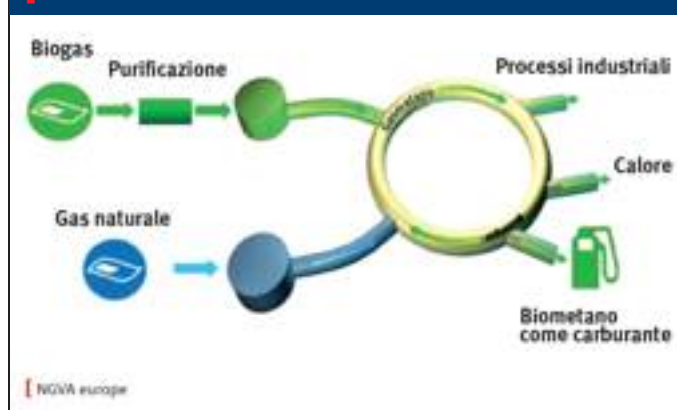 Biogas
Purificazione
Processi industriali
Calore
Gas naturale
Biometano
come carburante
NGVA europe